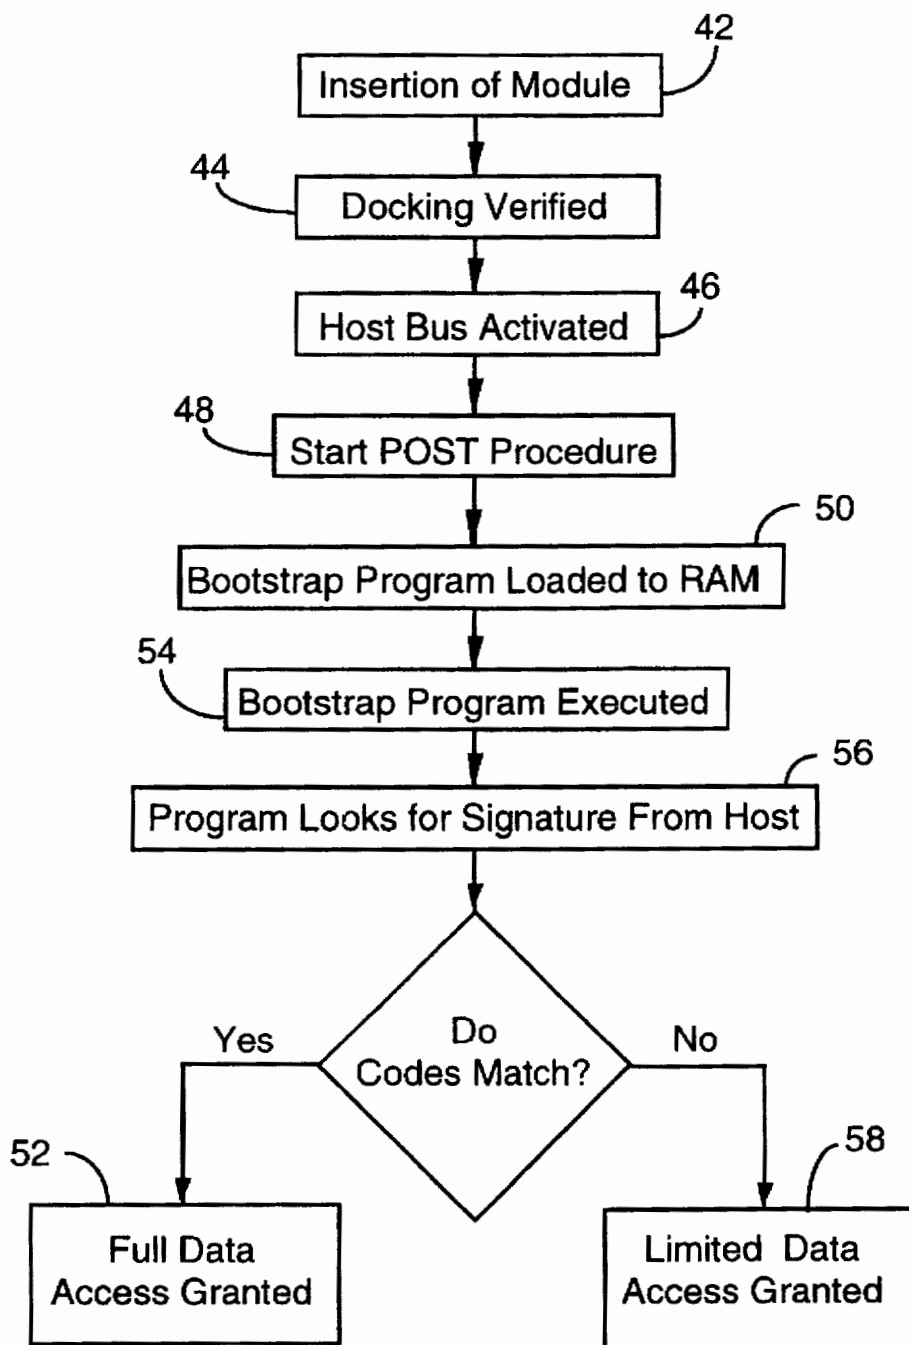 42
Insertion of Module
44
Docking Verified
46
Host Bus Activated
48
Start POST Procedure
50
Bootstrap Program Loaded to RAM
54
Bootstrap Program Executed
56
Program Looks for Signature From Host
Do
Codes Match?
Yes
No
52
Full Data
Access Granted
58
Limited Data
Access Granted